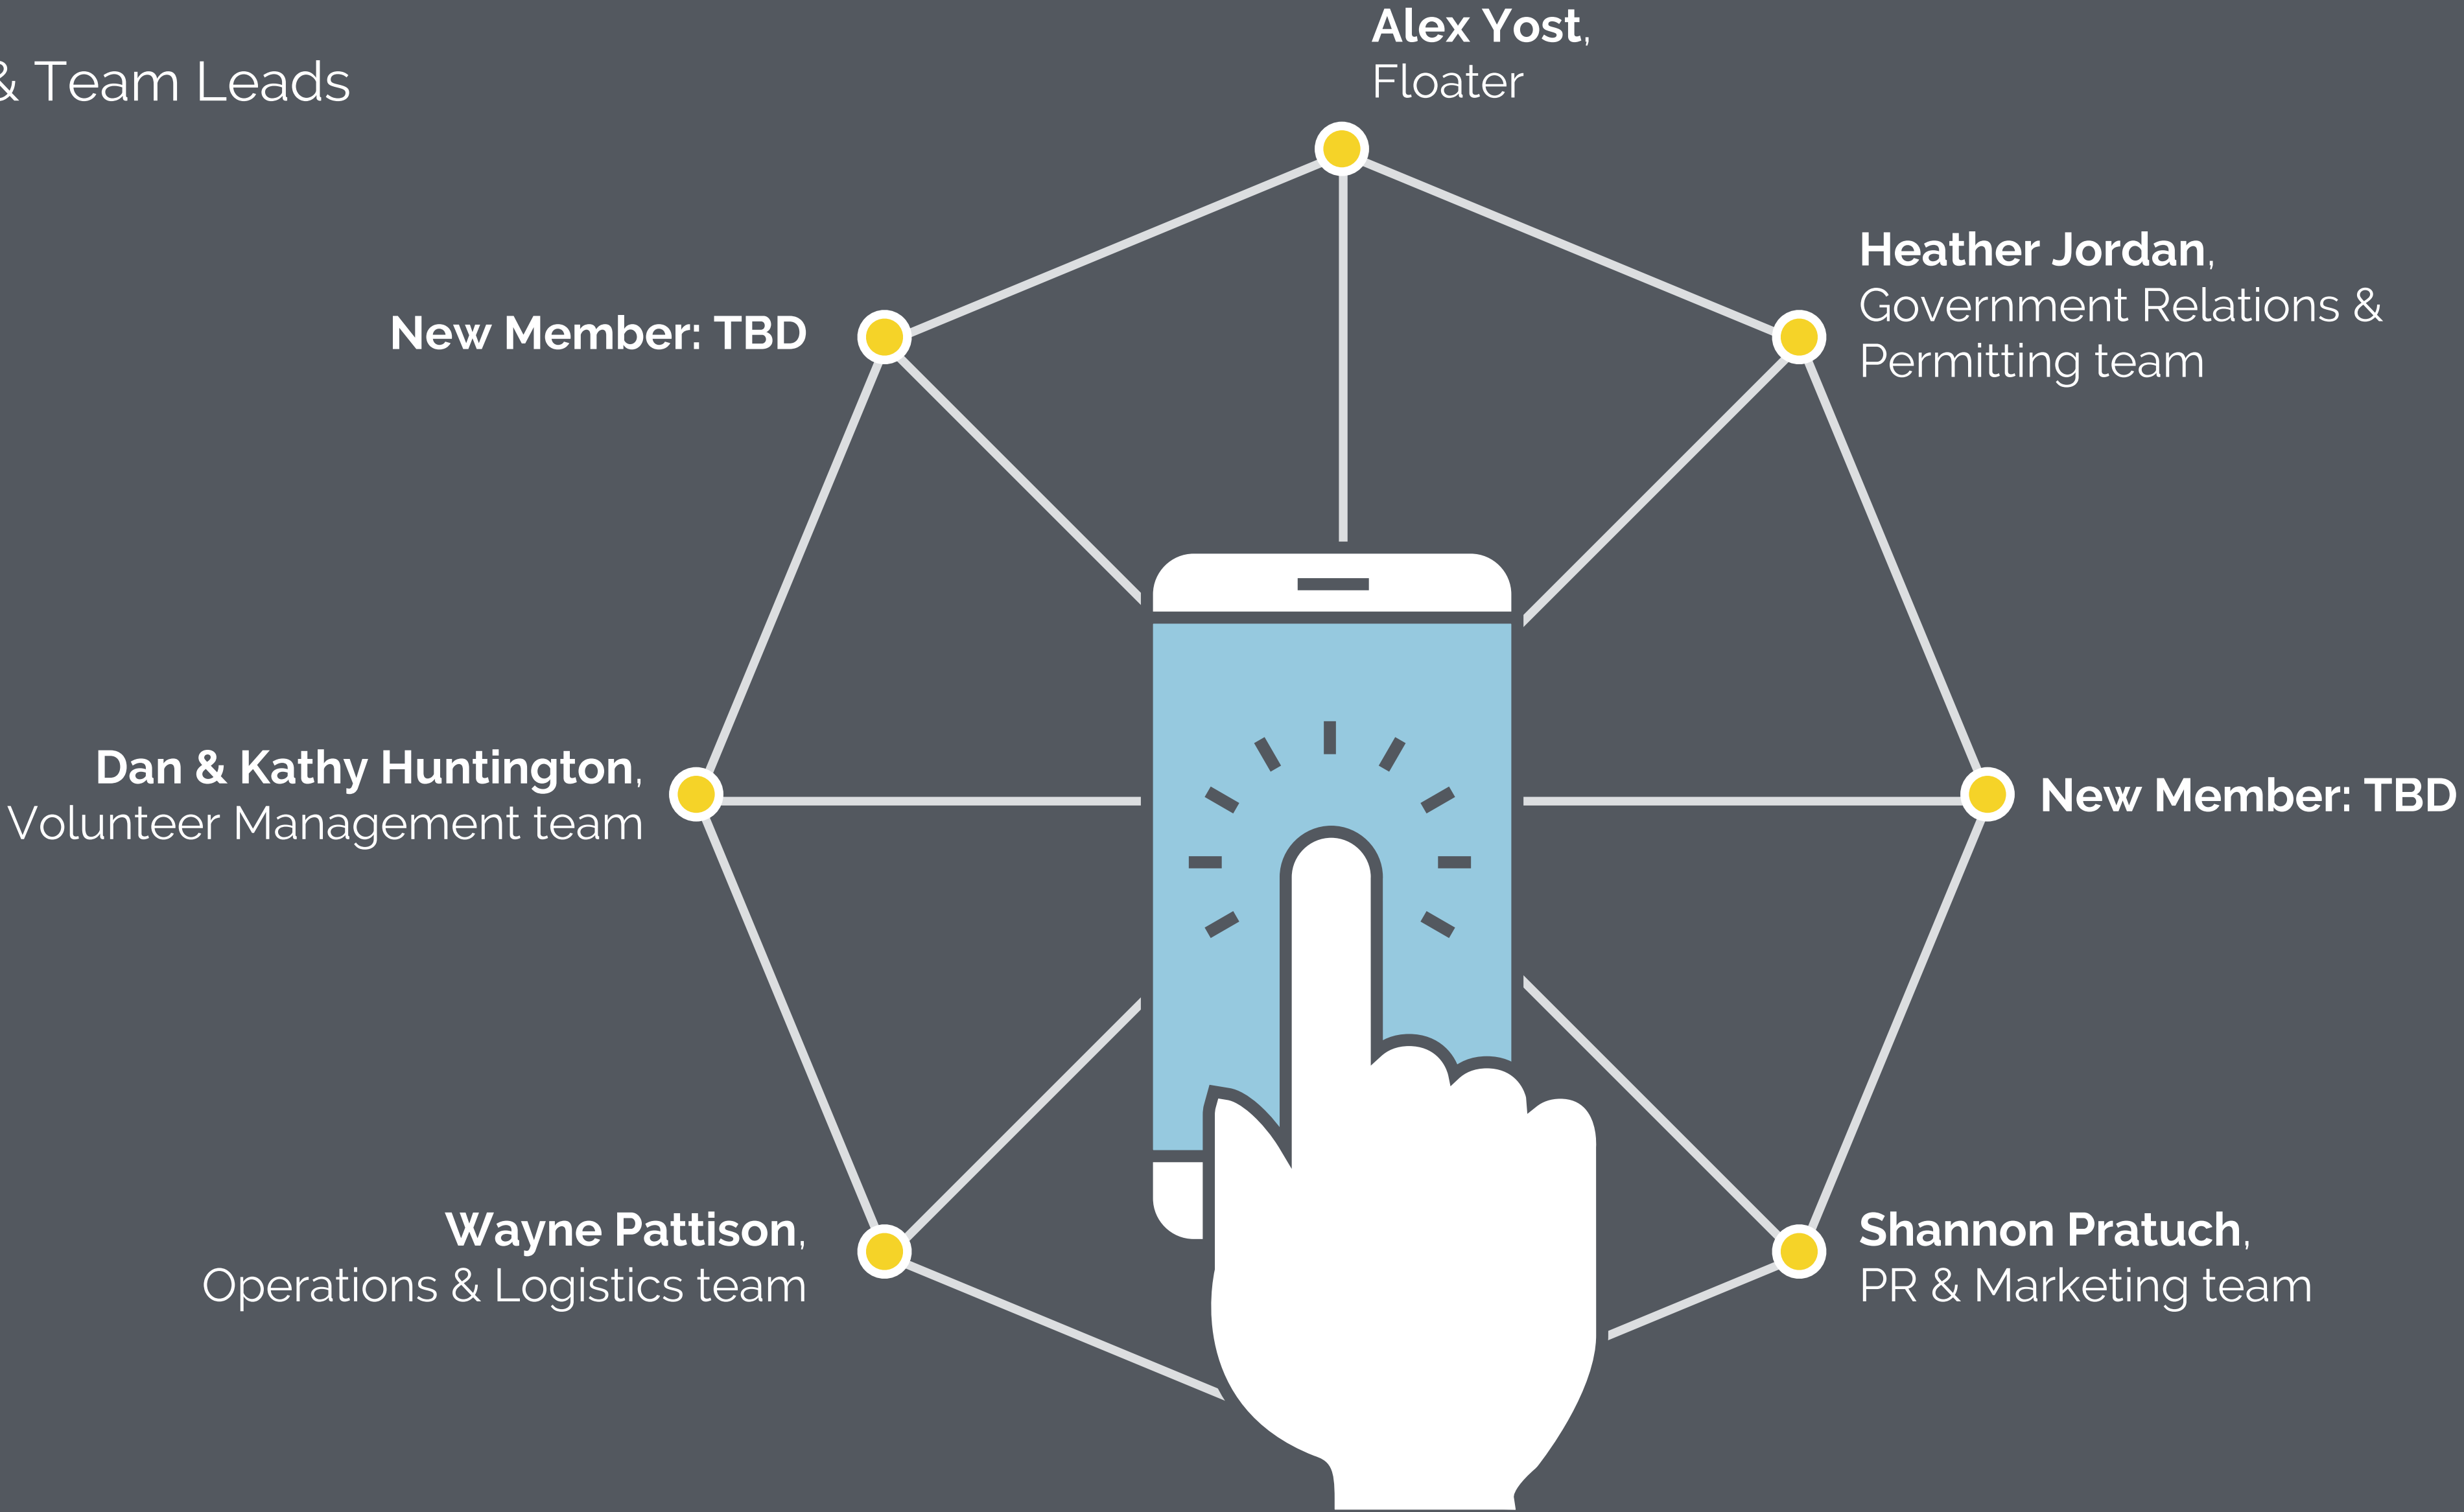 & Team Leads
Alex Yost,
Floater
Heather Jordan,
Government Relations &
Permitting team
New Member: TBD
Dan & Kathy Huntington,
Volunteer Management team
New Member: TBD
Wayne Pattison,
Operations & Logistics team
Shannon Pratuch,
PR & Marketing team